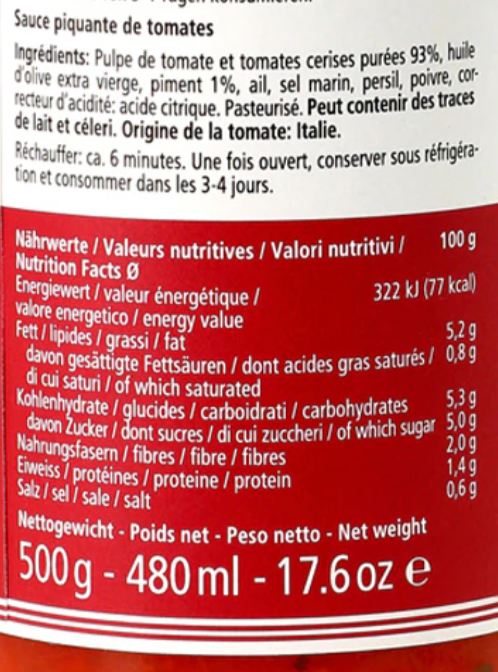 Sauce piquante de tomates
Ingrédients: Pulpe de tomate et tomates cerises purées 93%, huile
d'olive extra vierge, piment 1%, ail, sel marin, persil, poivre, cor-
recteur d'acidité: acide citrique. Pasteurisé. Peut contenir des traces
de lait et céleri. Origine de la tomate: Italie.
Réchauffer: ca. 6 minutes. Une fois ouvert, conserver sous réfrigéra-
tion et consommer dans les 3-4 jours.
Nährwerte / Valeurs nutritives / Valori nutritivi / 100 g
Nutrition Facts Ø
Energiewert / valeur énergétique / 322 kJ (77 kcal)
valore energetico / energy value
Fett / lipides / grassi / fat 5,2 g
davon gesättigte Fettsäuren / dont acides gras saturés / 0,8 g
di cui saturi / of which saturated
Kohlenhydrate / glucides / carboidrati / carbohydrates 5,3 g
davon Zucker / dont sucres / di cui zuccheri / of which sugar 5,0 g
Nahrungsfasern / fibres / fibre / fibres 2,0 g
Eiweiss / protéines / proteine / protein 1,4 g
Salz / sel / sale / salt 0,6 g
Nettogewicht - Poids net - Peso netto - Net weight
500 g - 480 ml - 17.6 oz e